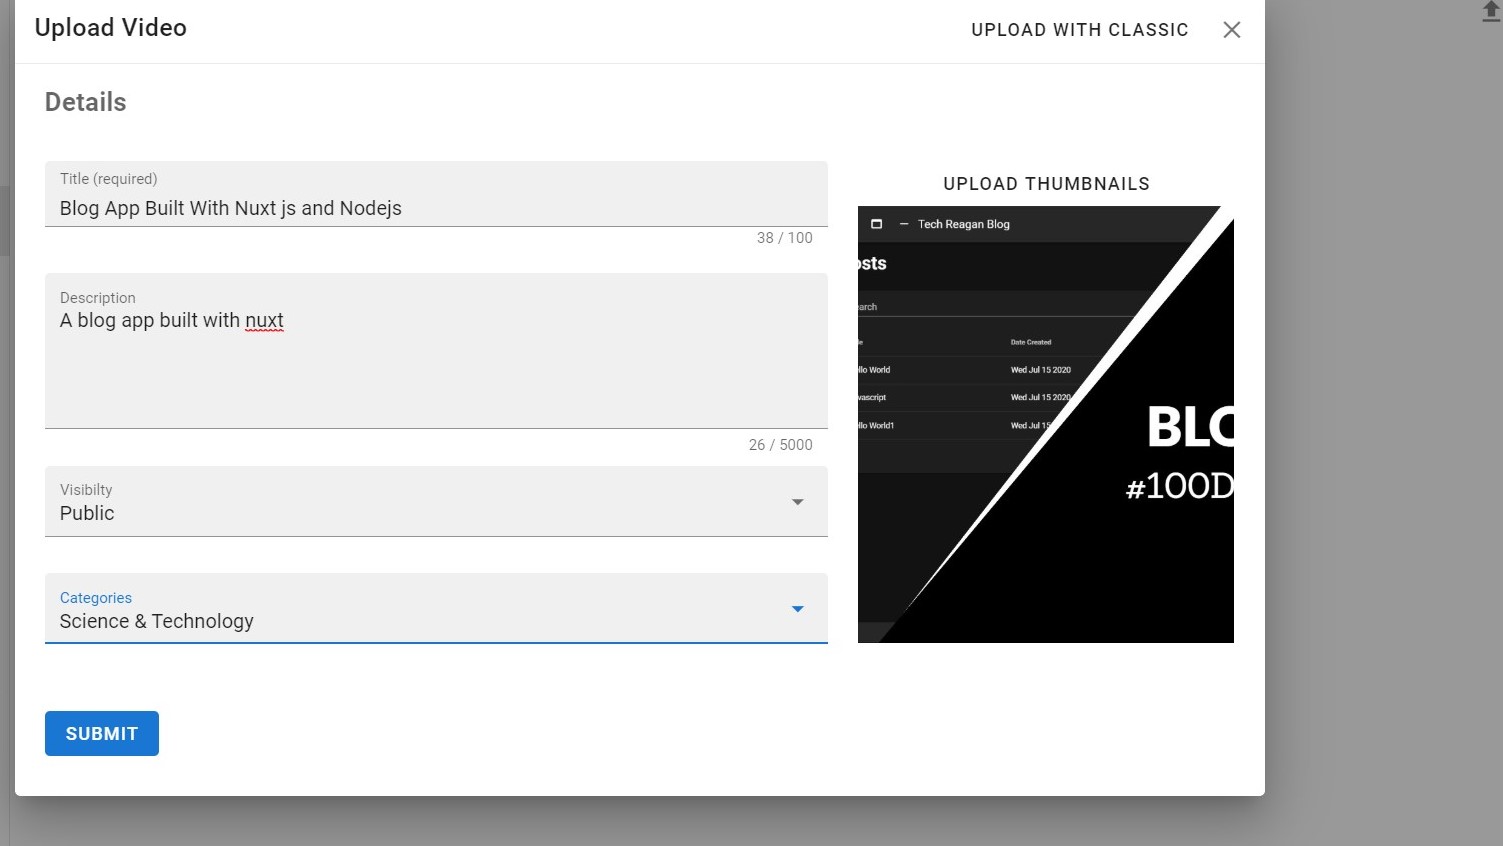 Upload Video
UPLOAD WITH CLASSIC
Details
Title (required)
Blog App Built With Nuxt js and Nodejs
38 / 100
Description
A blog app built with nuxt
26 / 5000
Visibilty
Public
Categories
Science & Technology
SUBMIT
UPLOAD THUMBNAILS
Tech Reagan Blog
osts
earch
le Date Created
llo World Wed Jul 15 2020
vascript Wed Jul 15 2020
llo World1 Wed Jul 15
BLO
#100D